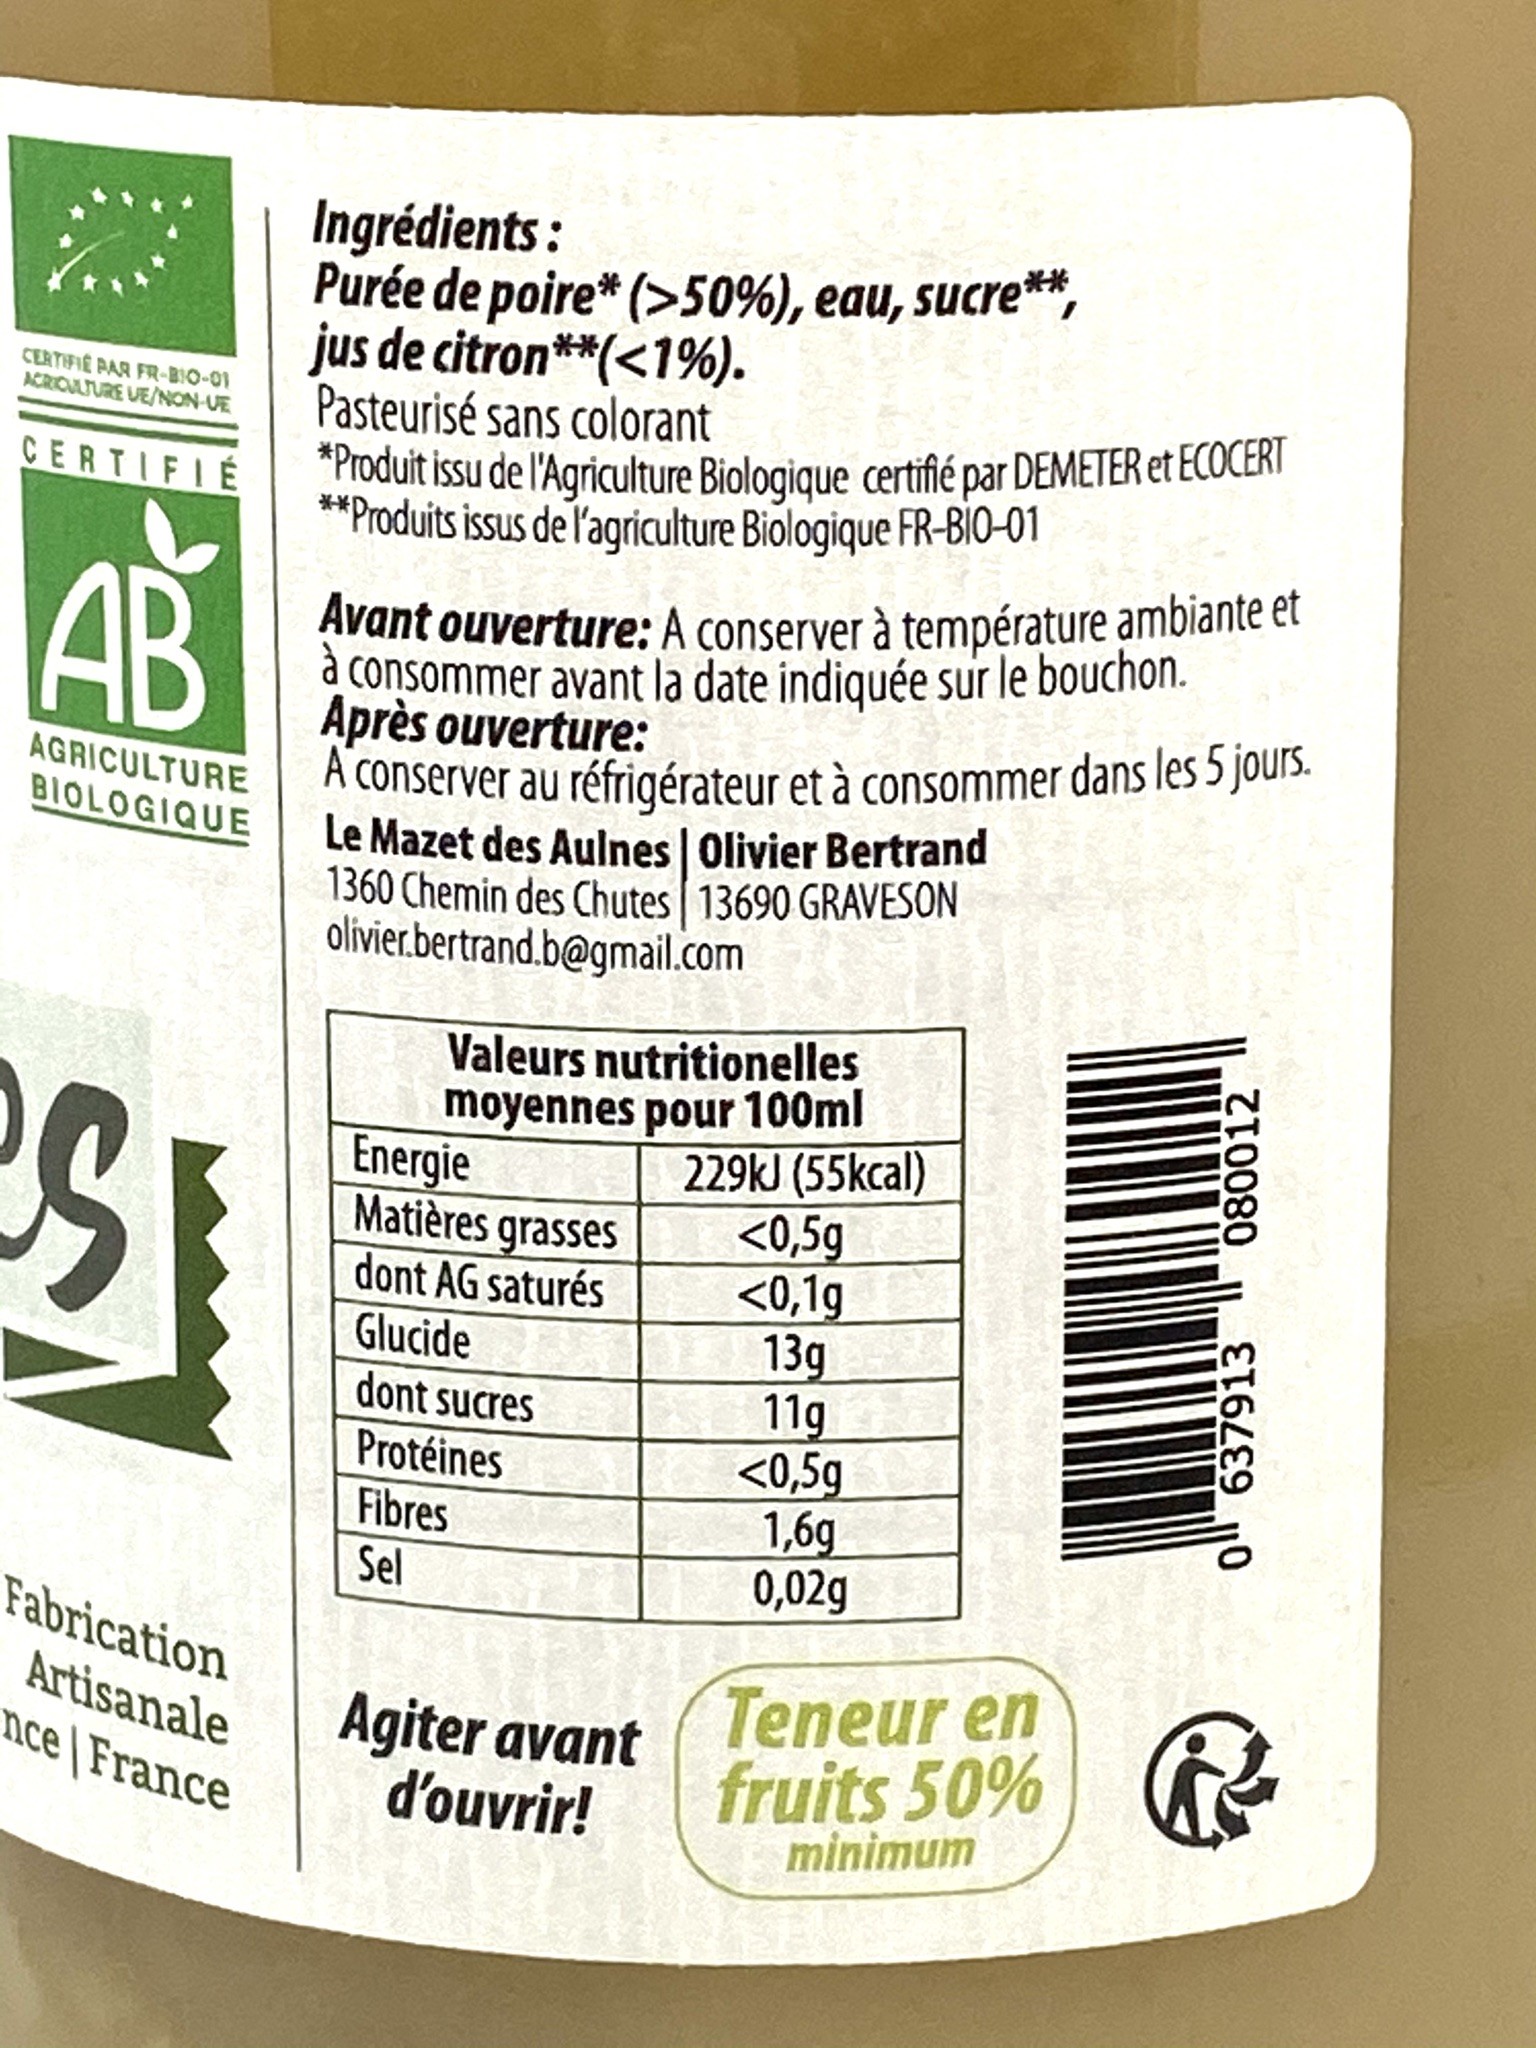 CERTIFIÉ PAR FR-BIO-01
AGRICULTURE UE/NON-UE
CERTIFIÉ
AB
AGRICULTURE
BIOLOGIQUE
Fabrication
Artisanale
| France
Ingrédients :
Purée de poire* (>50%), eau, sucre**,
jus de citron**(<1%).
Pasteurisé sans colorant
*Produit issu de l'Agriculture Biologique certifié par DEMETER et ECOCERT
**Produits issus de l'agriculture Biologique FR-BIO-01
Avant ouverture: A conserver à température ambiante et
à consommer avant la date indiquée sur le bouchon.
Après ouverture:
A conserver au réfrigérateur et à consommer dans les 5 jours.
Le Mazet des Aulnes | Olivier Bertrand
1360 Chemin des Chutes | 13690 GRAVESON
olivier.bertrand.b@gmail.com
Valeurs nutritionelles
moyennes pour 100ml
Energie 229kJ (55kcal)
Matières grasses <0,5g
dont AG saturés <0,1g
Glucide 13g
dont sucres 11g
Protéines <0,5g
Fibres 1,6g
Sel 0,02g
0 637913 080012
Agiter avant
d'ouvrir!
Teneur en
fruits 50%
minimum